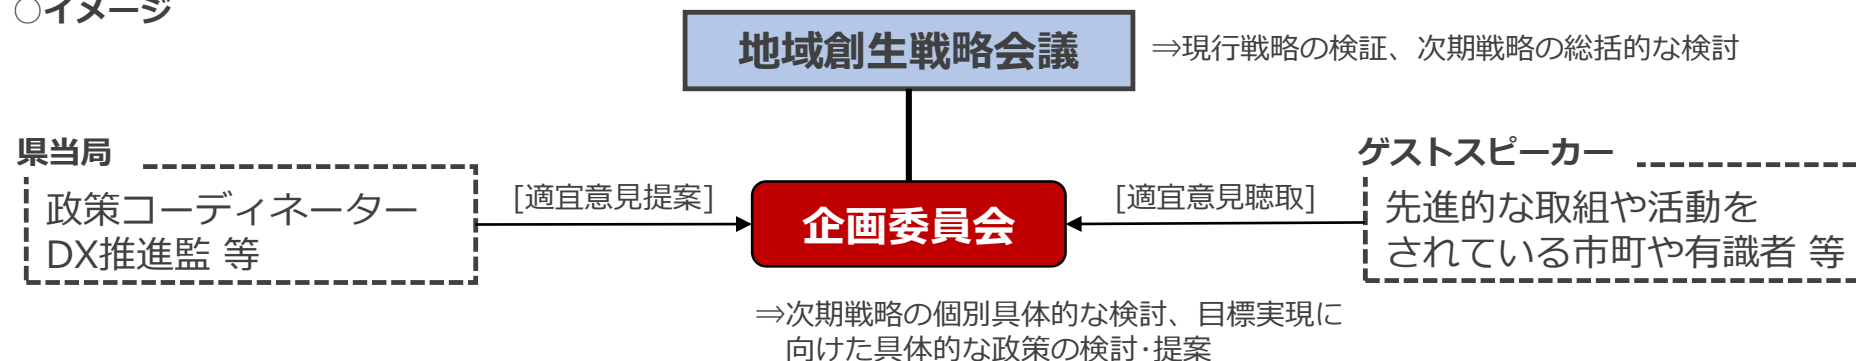 ○イメージ
地域創生戦略会議
⇒現行戦略の検証、次期戦略の総括的な検討
県当局
政策コーディネーター
DX推進監 等
[適宜意見提案]
企画委員会
[適宜意見聴取]
ゲストスピーカー
先進的な取組や活動を
されている市町や有識者 等
⇒次期戦略の個別具体的な検討、目標実現に
向けた具体的な政策の検討･提案